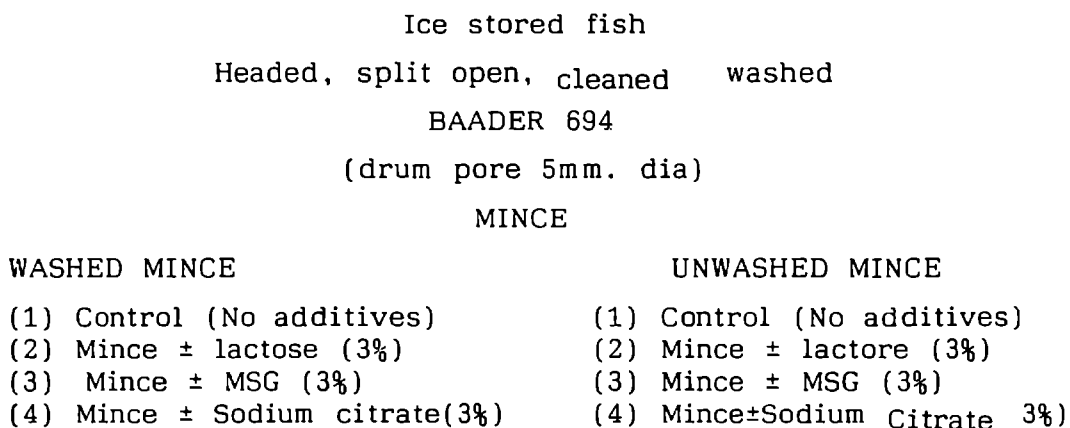 Ice stored fish
Headed, split open, cleaned washed
BAADER 694
(drum pore 5mm. dia)
MINCE
WASHED MINCE
(1) Control (No additives)
(2) Mince ± lactose (3%)
(3) Mince ± MSG (3%)
(4) Mince ± Sodium citrate(3%)
UNWASHED MINCE
(1) Control (No additives)
(2) Mince ± lactore (3%)
(3) Mince ± MSG (3%)
(4) Mince±Sodium Citrate 3%)